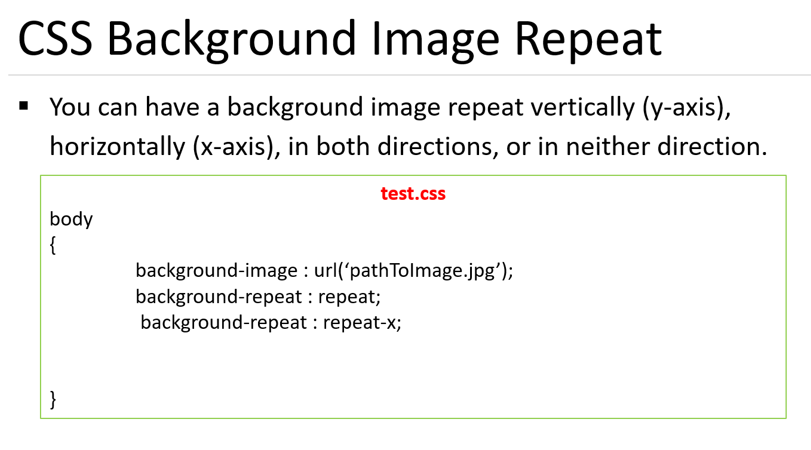 CSS Background Image Repeat
▪ You can have a background image repeat vertically (y-axis),
horizontally (x-axis), in both directions, or in neither direction.
test.css
body
{
background-image : url(‘pathToImage.jpg’);
background-repeat : repeat;
background-repeat : repeat-x;
}